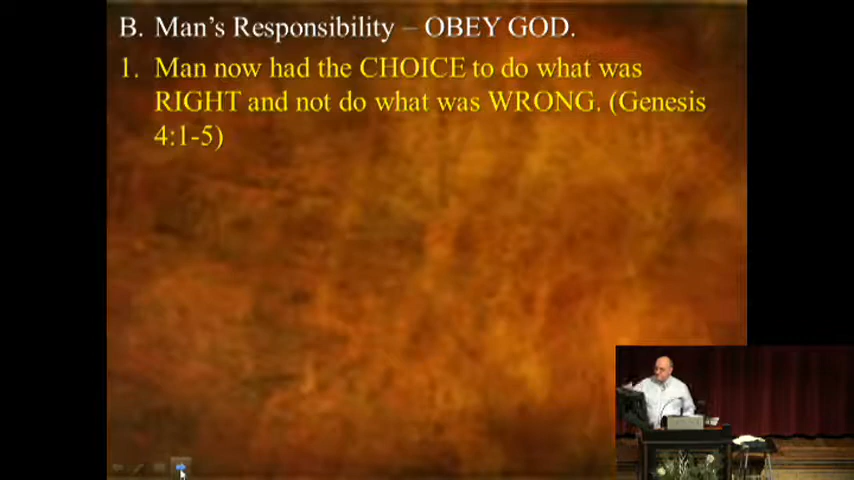 B. Man’s Responsibility – OBEY GOD.
1. Man now had the CHOICE to do what was
RIGHT and not do what was WRONG. (Genesis
4:1-5)